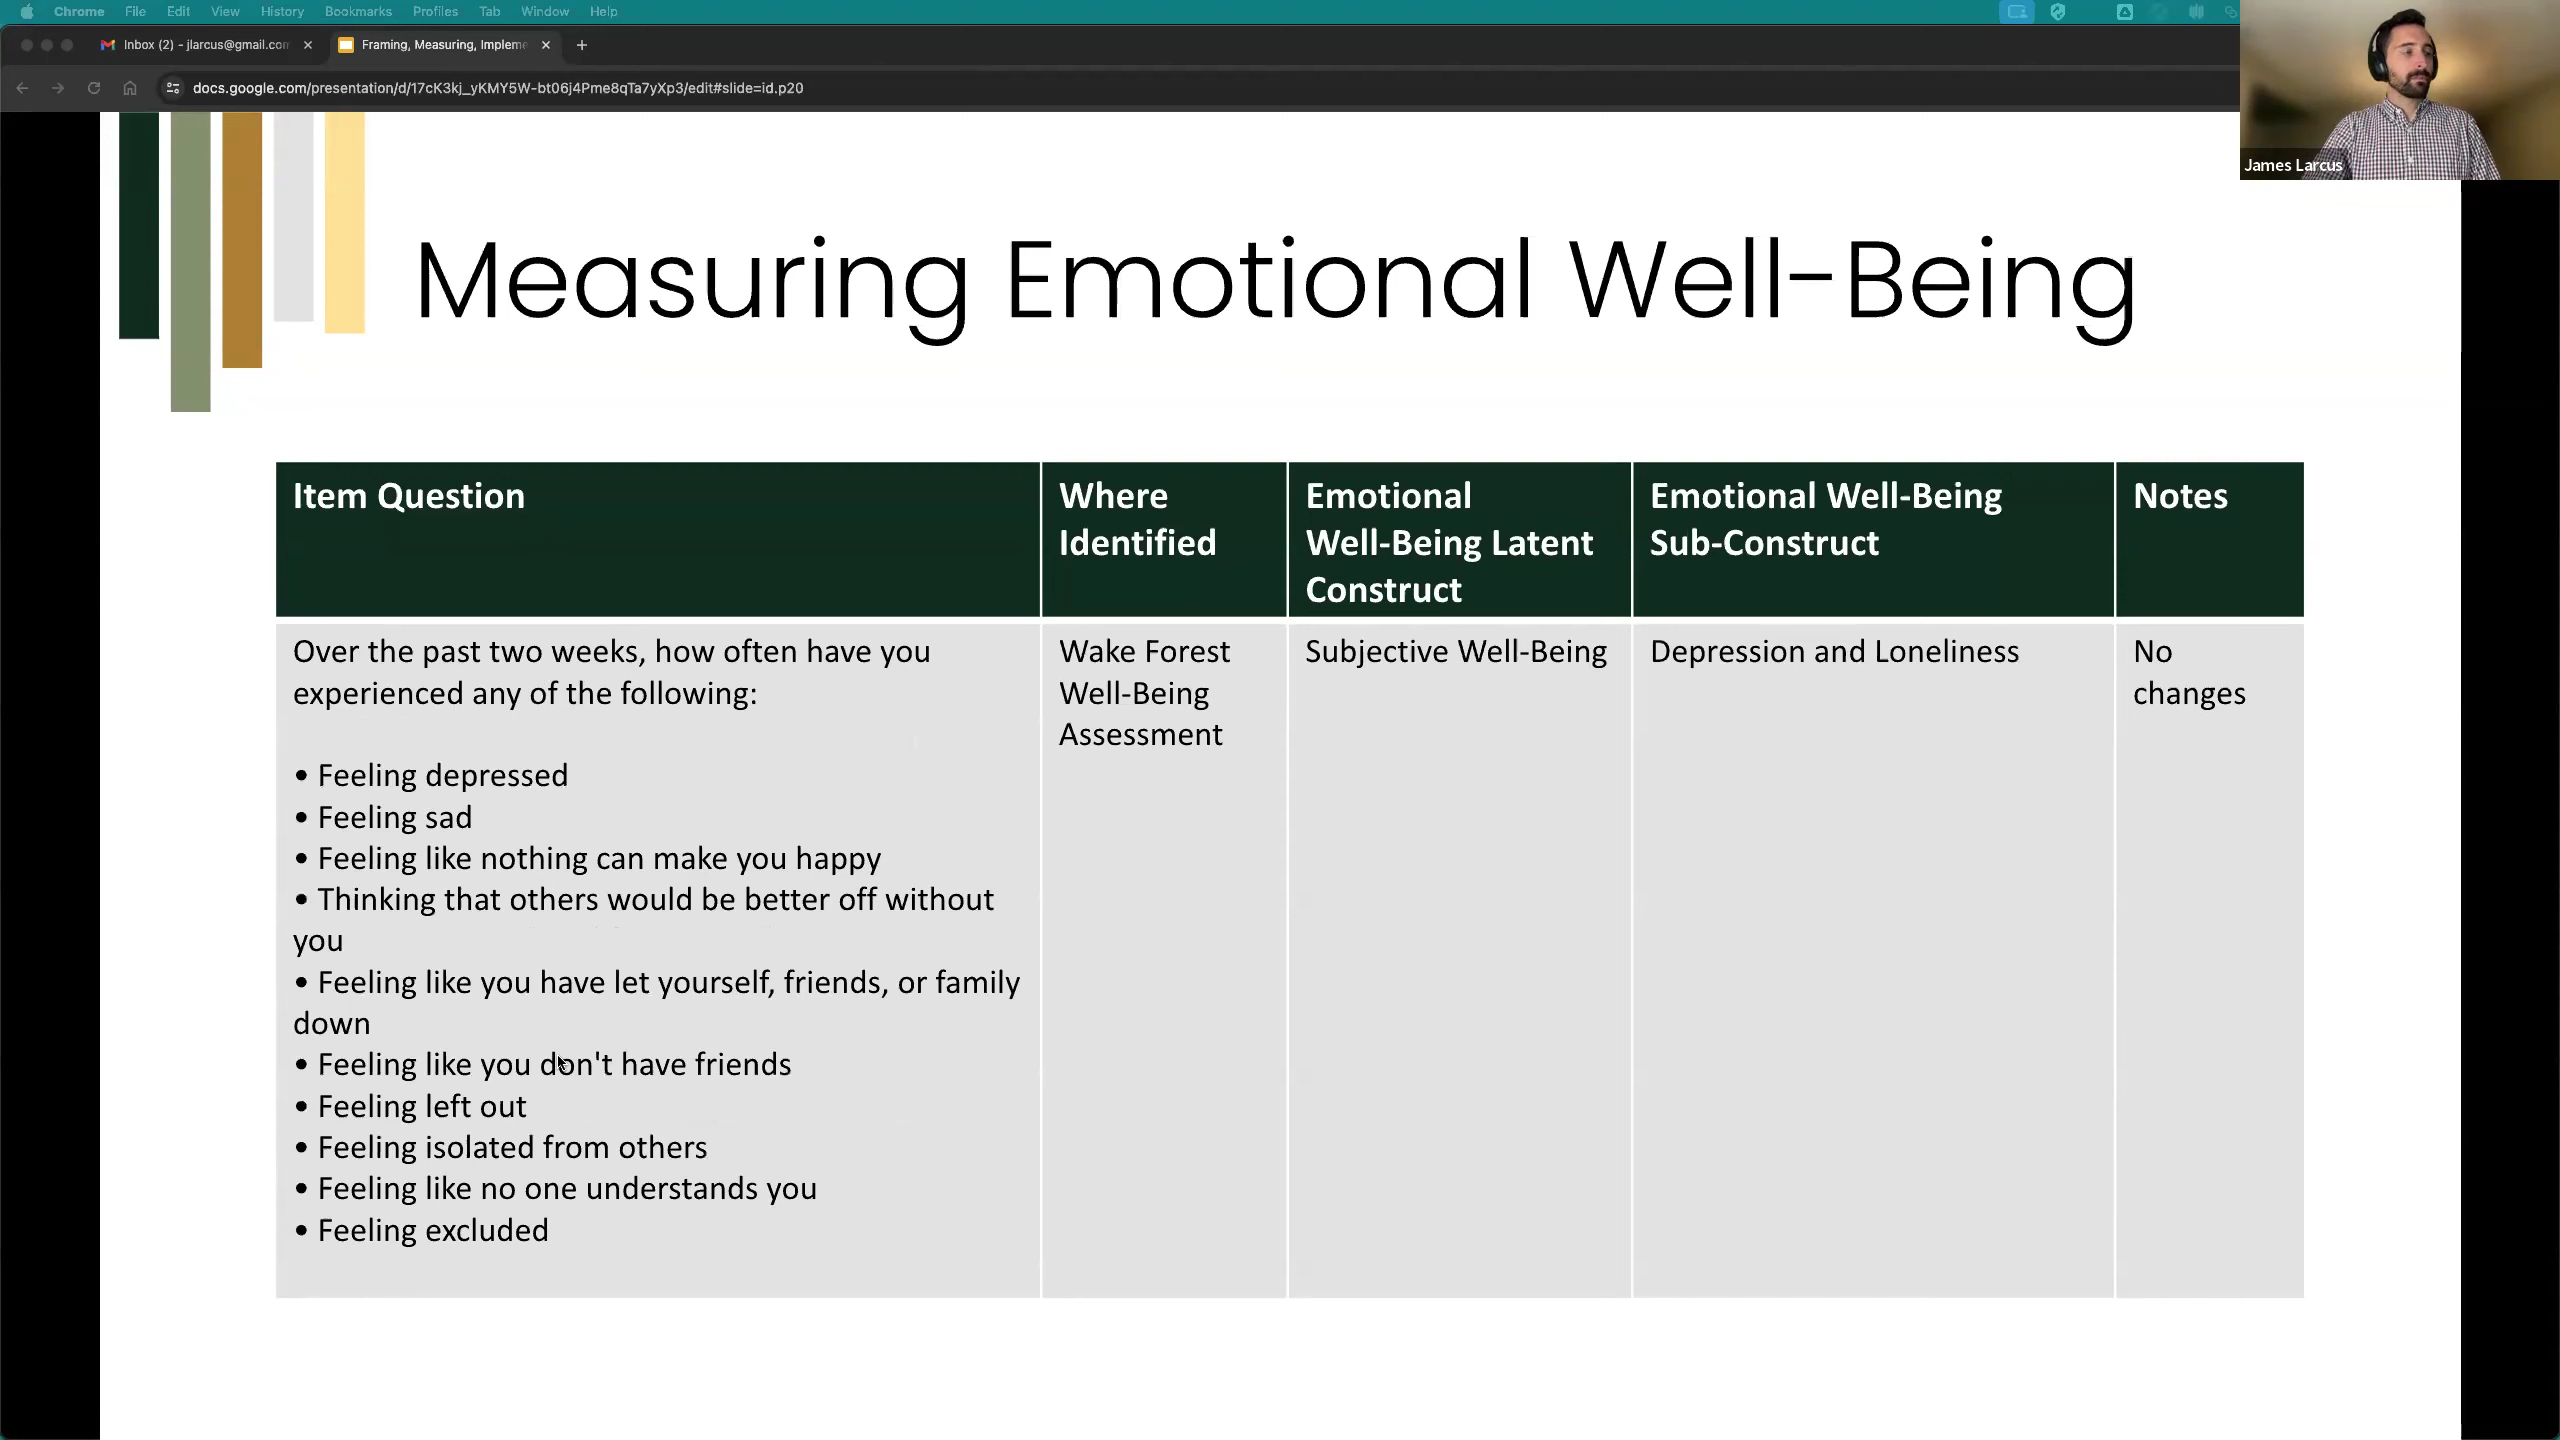 Chrome File Edit View History Bookmarks Profiles Tab Window Help
Inbox (2) - jlarcus@gmail.con
Framing, Measuring, Impleme
docs.google.com/presentation/d/17cK3kj_yKMY5W-bt06j4Pme8qTa7yXp3/edit#slide=id.p20
James Larcus
Measuring Emotional Well-Being
Item Question
Where
Identified
Emotional
Well-Being Latent
Construct
Emotional Well-Being
Sub-Construct
Notes
Over the past two weeks, how often have you
experienced any of the following:
• Feeling depressed
• Feeling sad
• Feeling like nothing can make you happy
• Thinking that others would be better off without
you
• Feeling like you have let yourself, friends, or family
down
• Feeling like you don't have friends
• Feeling left out
• Feeling isolated from others
• Feeling like no one understands you
• Feeling excluded
Wake Forest
Well-Being
Assessment
Subjective Well-Being
Depression and Loneliness
No
changes